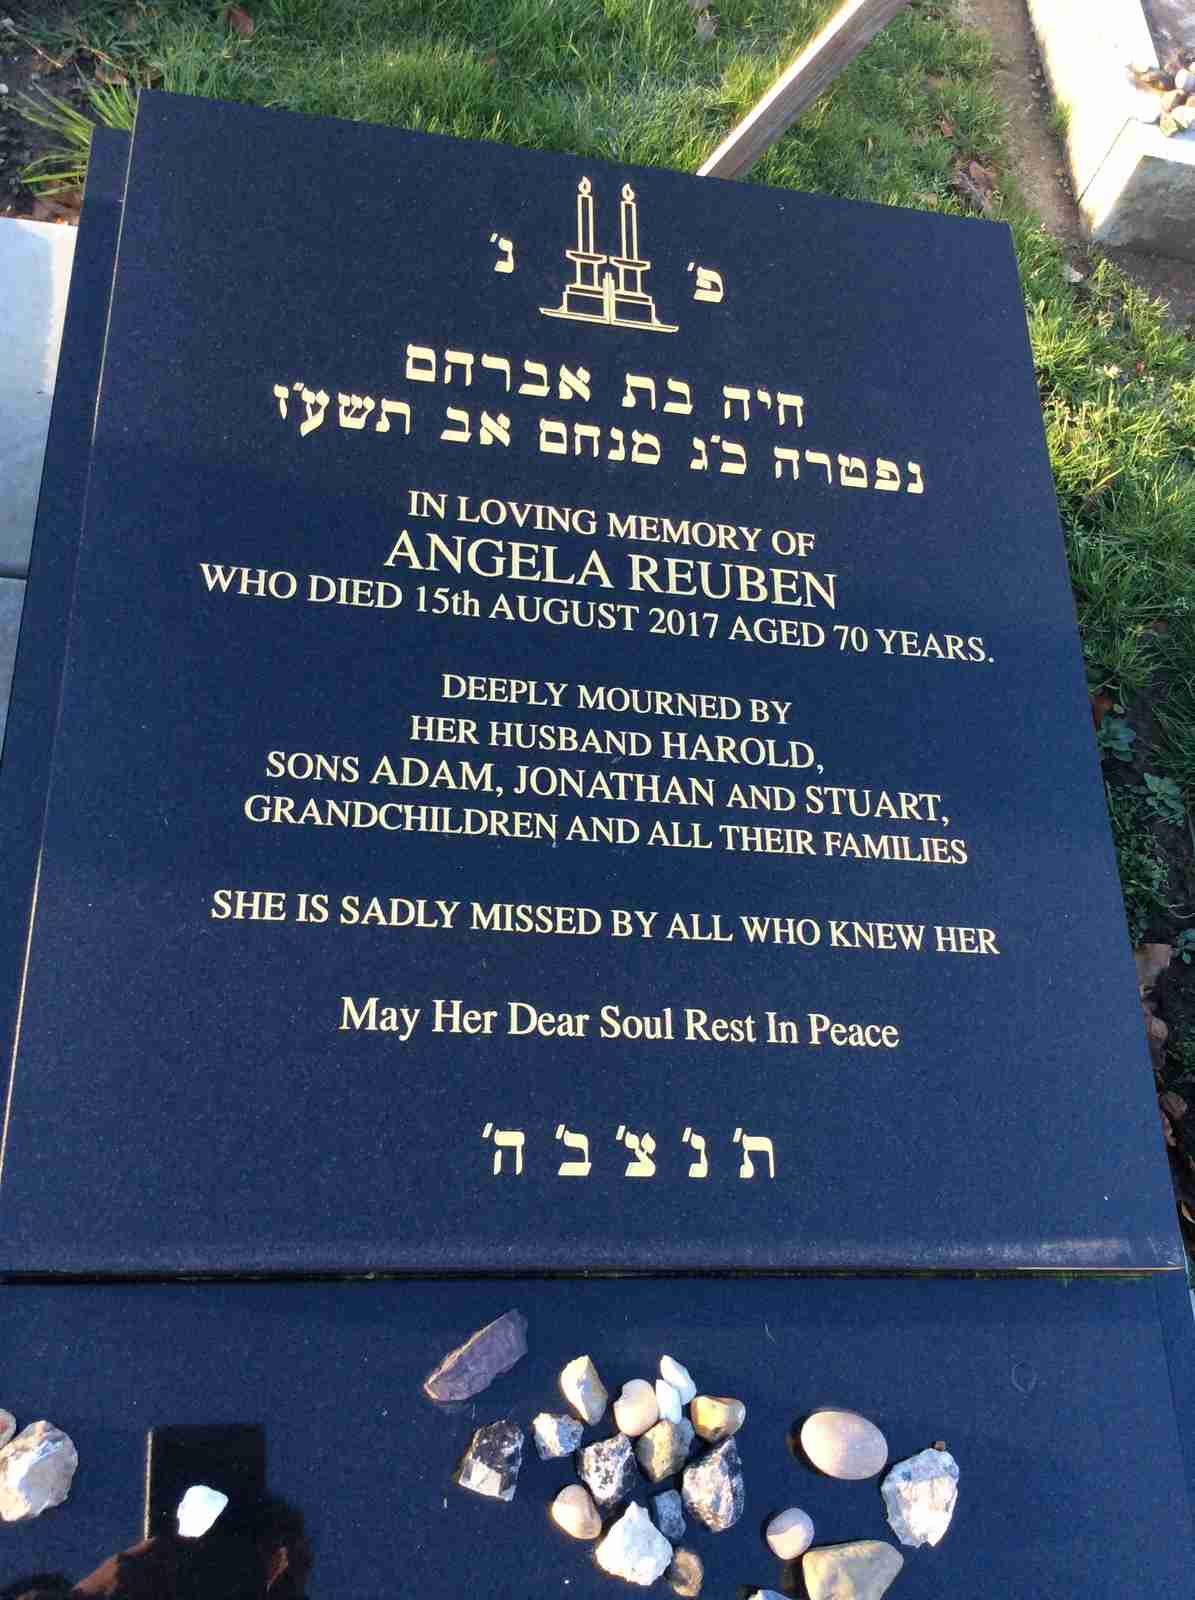 פ' נ'
חיה בת אברהם
נפטרה כ"ג מנחם אב תשע"ז
IN LOVING MEMORY OF
ANGELA REUBEN
WHO DIED 15th AUGUST 2017 AGED 70 YEARS.
DEEPLY MOURNED BY
HER HUSBAND HAROLD,
SONS ADAM, JONATHAN AND STUART,
GRANDCHILDREN AND ALL THEIR FAMILIES
SHE IS SADLY MISSED BY ALL WHO KNEW HER
May Her Dear Soul Rest In Peace
ת' נ' צ' ב' ה'